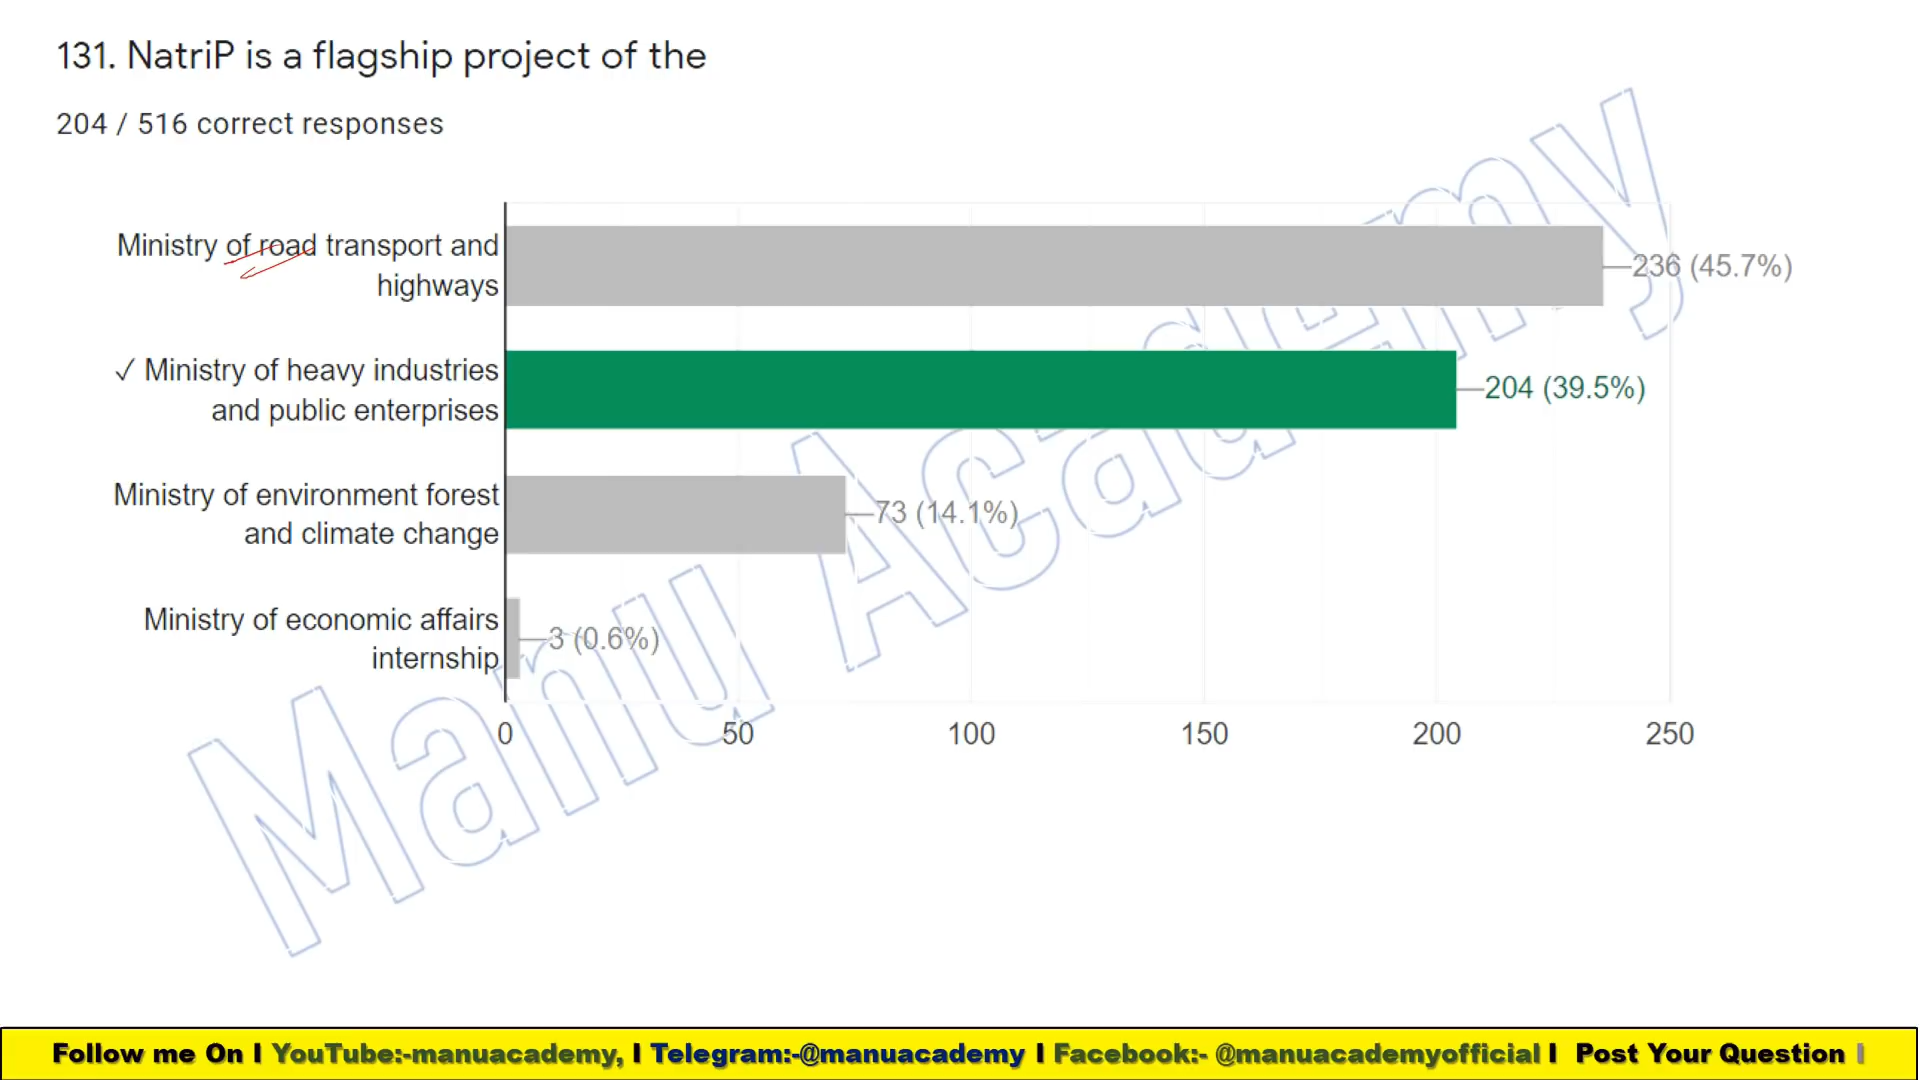 131. NatriP is a flagship project of the
204 / 516 correct responses
Ministry of road transport and
highways
236 (45.7%)
✓ Ministry of heavy industries
and public enterprises
204 (39.5%)
Ministry of environment forest
and climate change
73 (14.1%)
Ministry of economic affairs
internship
3 (0.6%)
0 50 100 150 200 250
Manu Academy
Follow me On I YouTube:-manuacademy, I Telegram:-@manuacademy I Facebook:- @manuacademyofficial I Post Your Question I